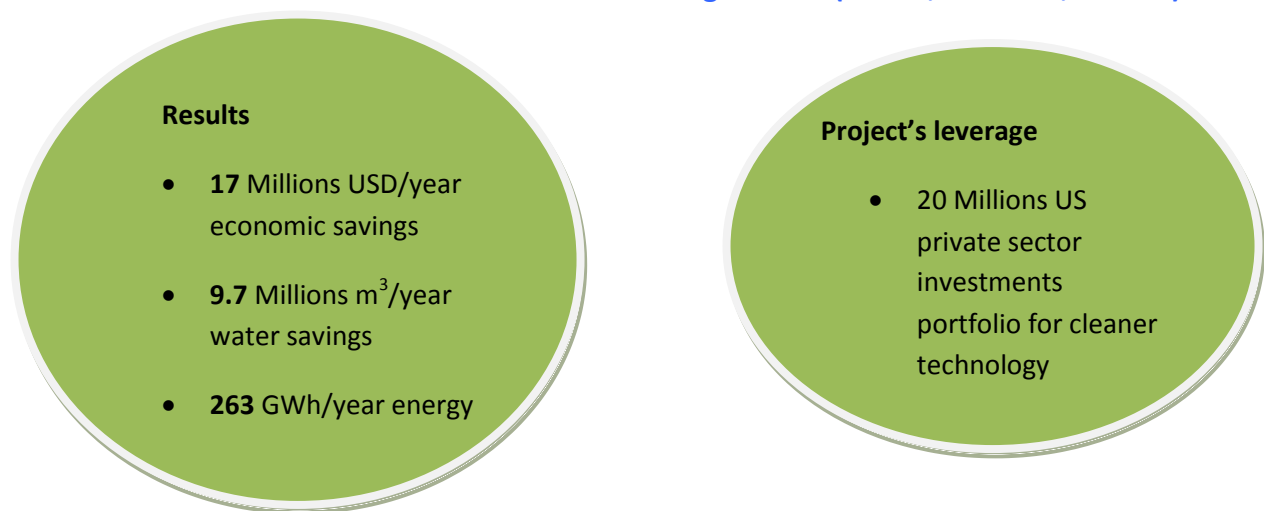 Results
• 17 Millions USD/year
economic savings
• 9.7 Millions m³/year
water savings
• 263 GWh/year energy
Project’s leverage
• 20 Millions US
private sector
investments
portfolio for cleaner
technology